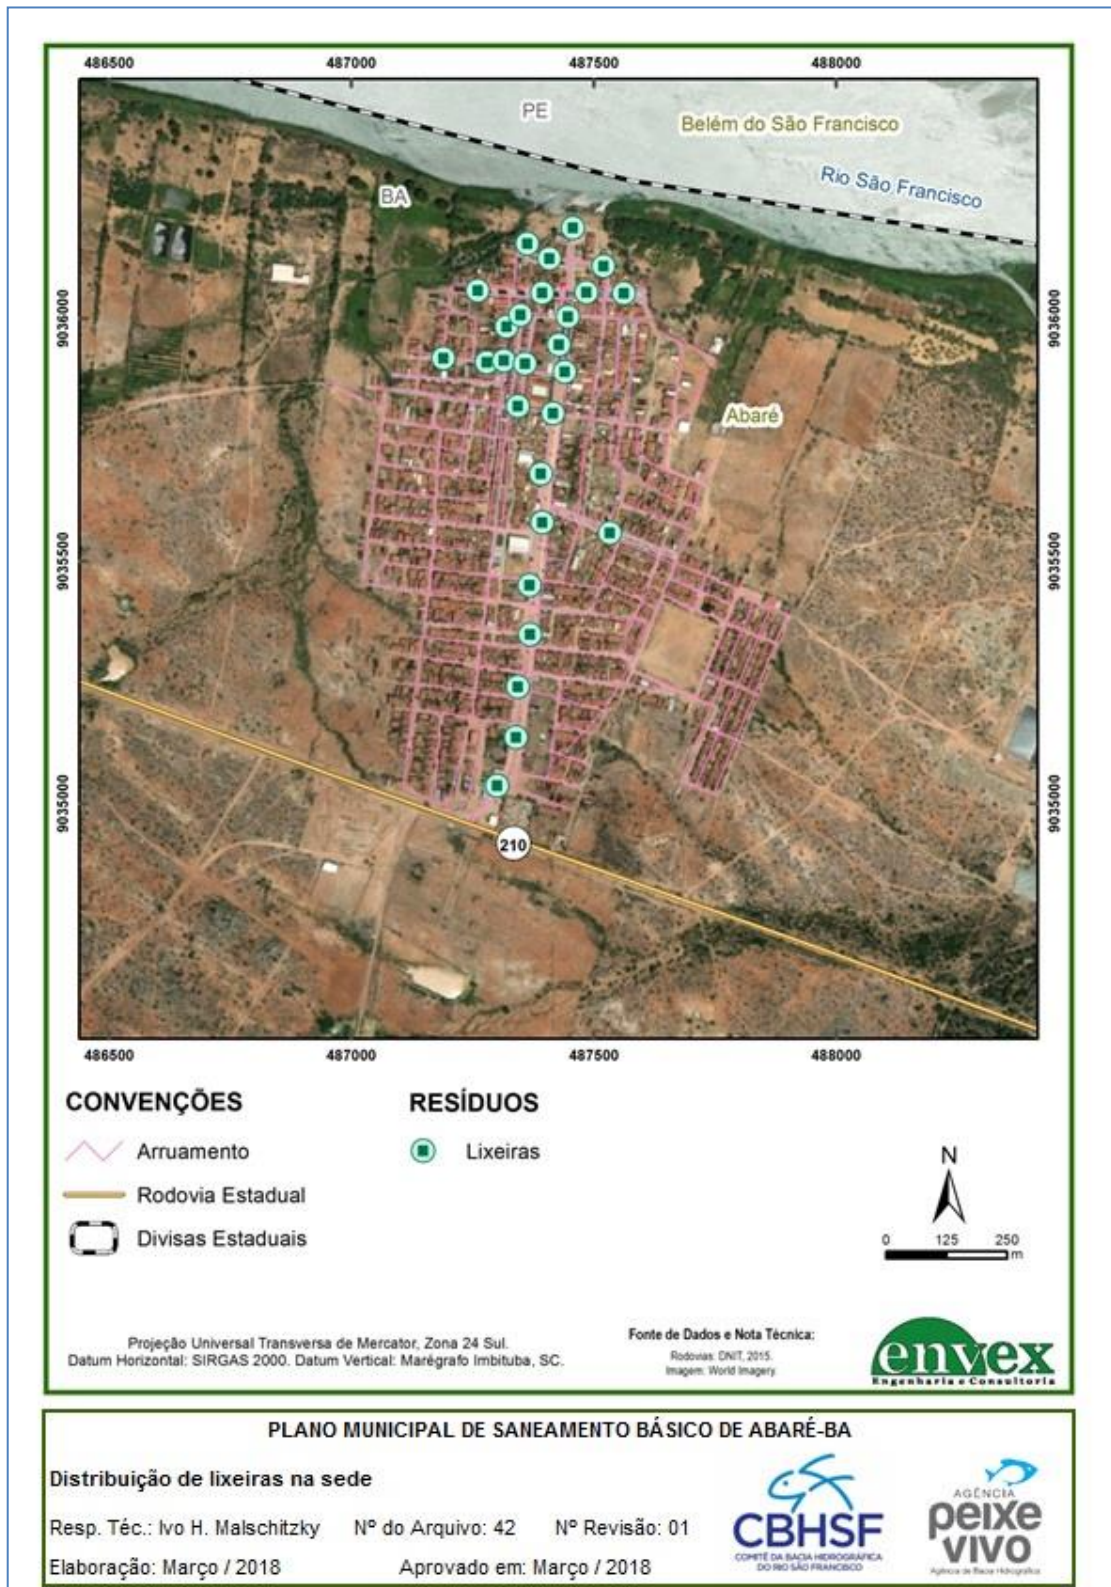 486500 487000 487500 488000
PE
Belém do São Francisco
Rio São Francisco
BA
9036000 9036000
Abaré
9035500 9035500
9035000 9035000
210
486500 487000 487500 488000
CONVENÇÕES RESÍDUOS
Arruamento Lixeiras
Rodovia Estadual
Divisas Estaduais
N
0 125 250
m
Projeção Universal Transversa de Mercator, Zona 24 Sul.
Datum Horizontal: SIRGAS 2000. Datum Vertical: Marégrafo Imbituba, SC.
Fonte de Dados e Nota Técnica:
Rodovias: DNIT, 2015.
Imagem: World Imagery.
envex
Engenharia e Consultoria
PLANO MUNICIPAL DE SANEAMENTO BÁSICO DE ABARÉ-BA
Distribuição de lixeiras na sede
Resp. Téc.: Ivo H. Malschitzky Nº do Arquivo: 42 Nº Revisão: 01
Elaboração: Março / 2018 Aprovado em: Março / 2018
CBHSF
COMITÊ DA BACIA HIDROGRÁFICA
DO RIO SÃO FRANCISCO
AGÊNCIA
peixe
vivo
Agência de Bacia Hidrográfica